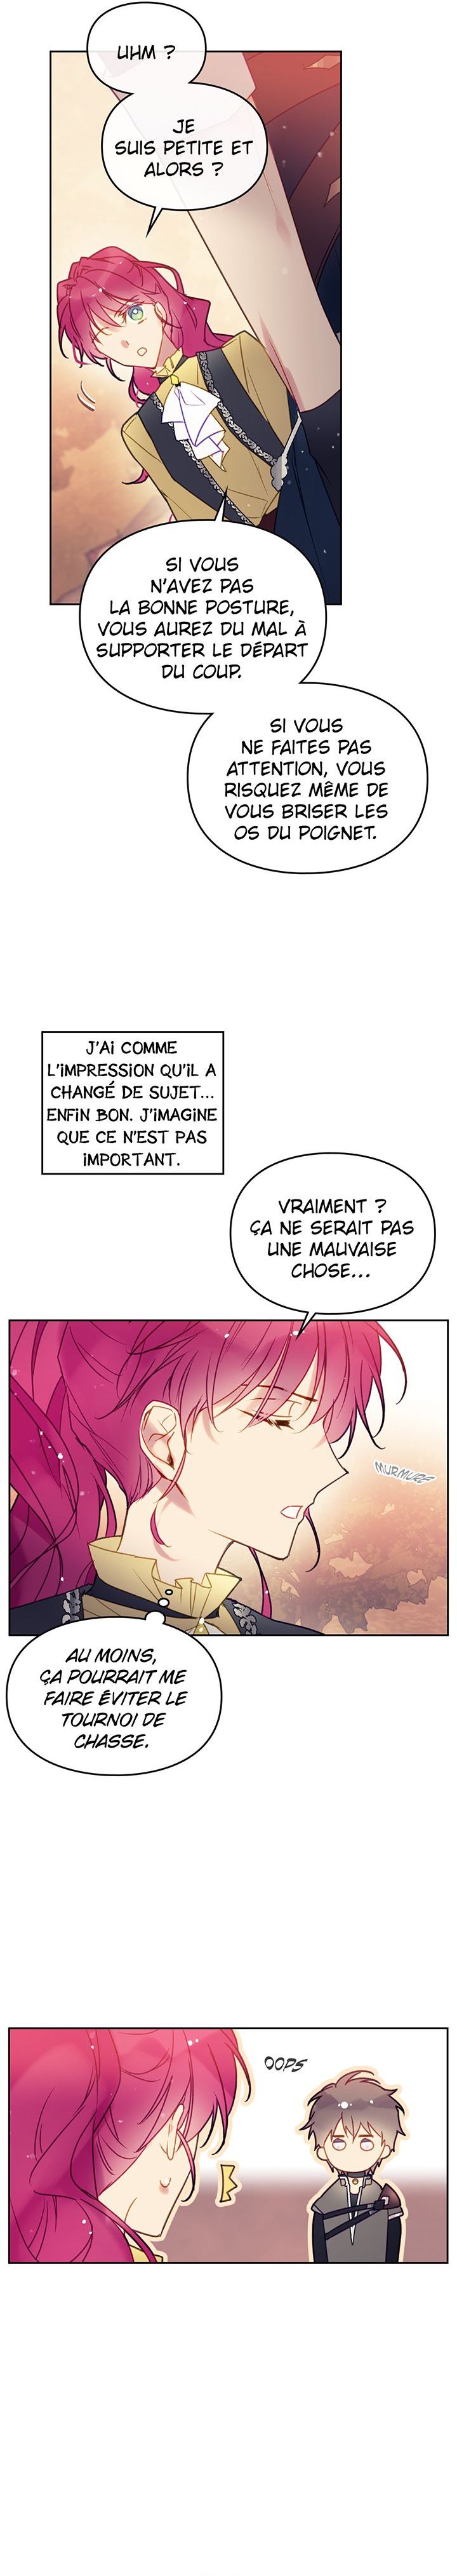 UHM ?
JE
SUIS PETITE ET
ALORS ?
SI VOUS
N'AVEZ PAS
LA BONNE POSTURE,
VOUS AUREZ DU MAL À
SUPPORTER LE DÉPART
DU COUP.
SI VOUS
NE FAITES PAS
ATTENTION, VOUS
RISQUEZ MÊME DE
VOUS BRISER LES
OS DU POIGNET.
J'AI COMME
L'IMPRESSION QU'IL A
CHANGÉ DE SUJET...
ENFIN BON. J'IMAGINE
QUE CE N'EST PAS
IMPORTANT.
VRAIMENT ?
ÇA NE SERAIT PAS
UNE MAUVAISE
CHOSE...
MURMURE
AU MOINS,
ÇA POURRAIT ME
FAIRE ÉVITER LE
TOURNOI DE
CHASSE.
OOPS